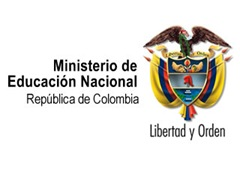 Ministerio de
Educación Nacional
República de Colombia
Libertad y Orden